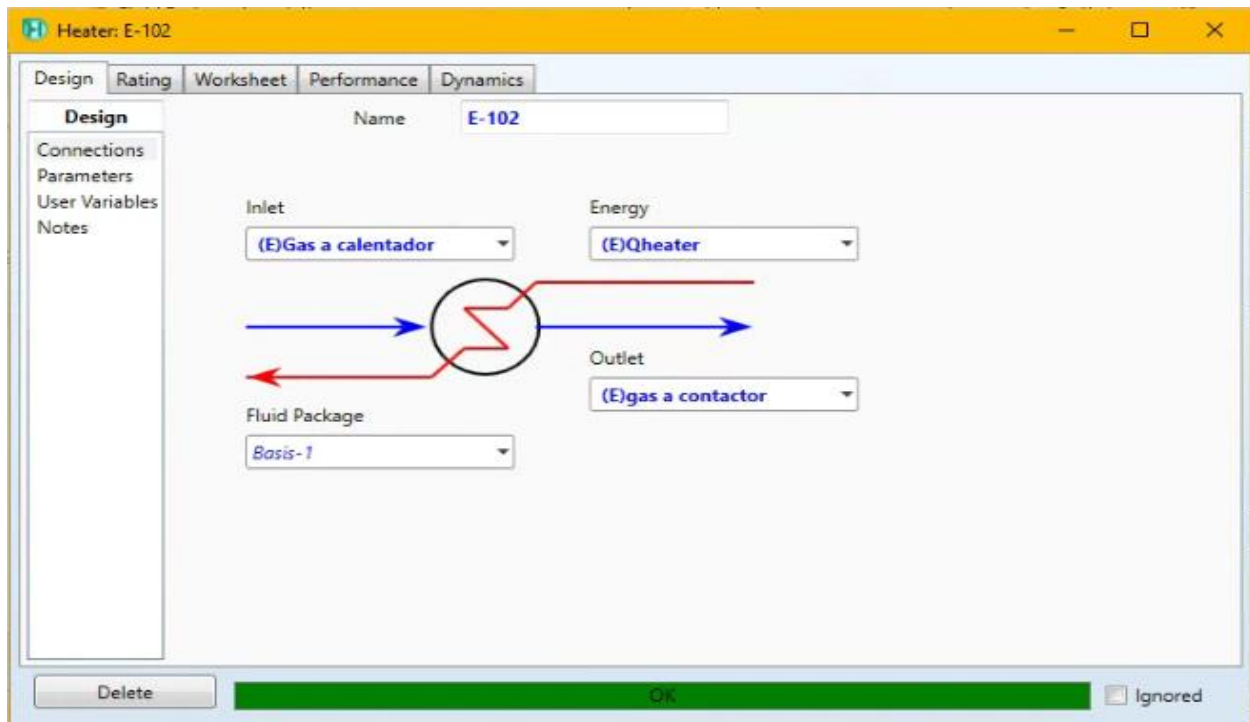 Heater: E-102
Design Rating Worksheet Performance Dynamics
Design
Connections
Parameters
User Variables
Notes
Name E-102
Inlet
(E)Gas a calentador
Energy
(E)Qheater
Outlet
(E)gas a contactor
Fluid Package
Basis-1
Delete
OK
Ignored